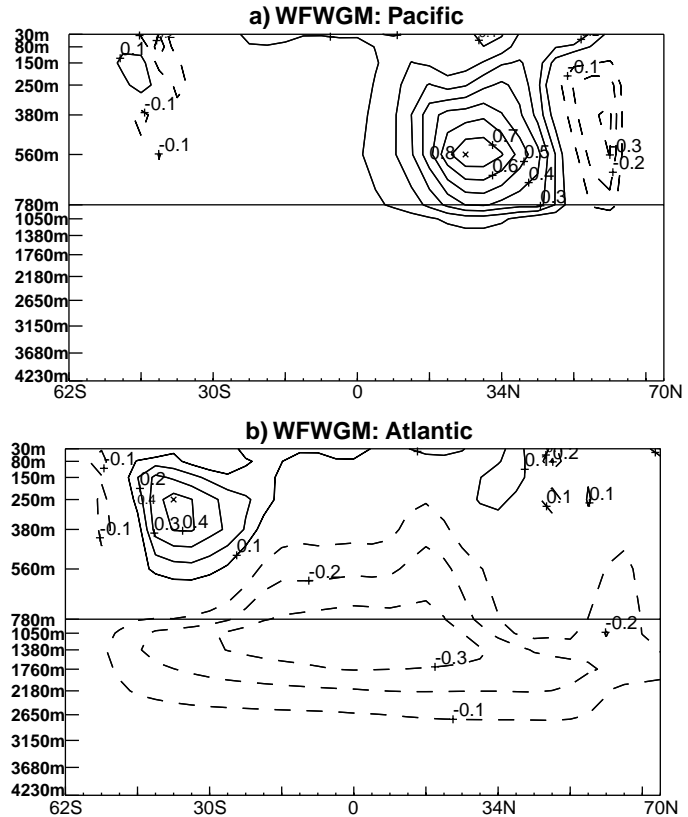 a) WFWGM: Pacific
30m
80m
150m
250m
380m
560m
780m
1050m
1380m
1760m
2180m
2650m
3150m
3680m
4230m
0.1
-0.1
-0.1
-0.1
0.7
0.8
0.5
0.6
0.4
0.3
-0.3
-0.2
62S 30S 0 34N 70N
b) WFWGM: Atlantic
30m
80m
150m
250m
380m
560m
780m
1050m
1380m
1760m
2180m
2650m
3150m
3680m
4230m
-0.1
0.2
0.4
0.3
0.4
-0.1
0.1
-0.2
0.1
0.2
0.1
0.1
-0.2
-0.3
-0.1
62S 30S 0 34N 70N